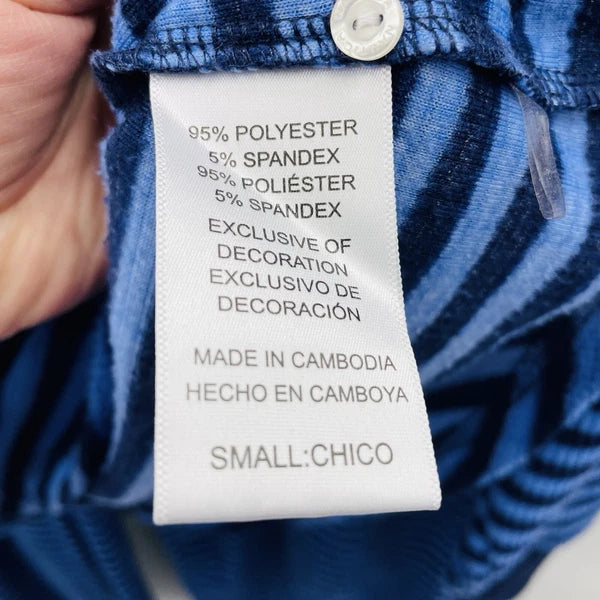 95% POLYESTER
5% SPANDEX
95% POLIÉSTER
5% SPANDEX
EXCLUSIVE OF
DECORATION
EXCLUSIVO DE
DECORACIÓN
MADE IN CAMBODIA
HECHO EN CAMBOYA
SMALL:CHICO